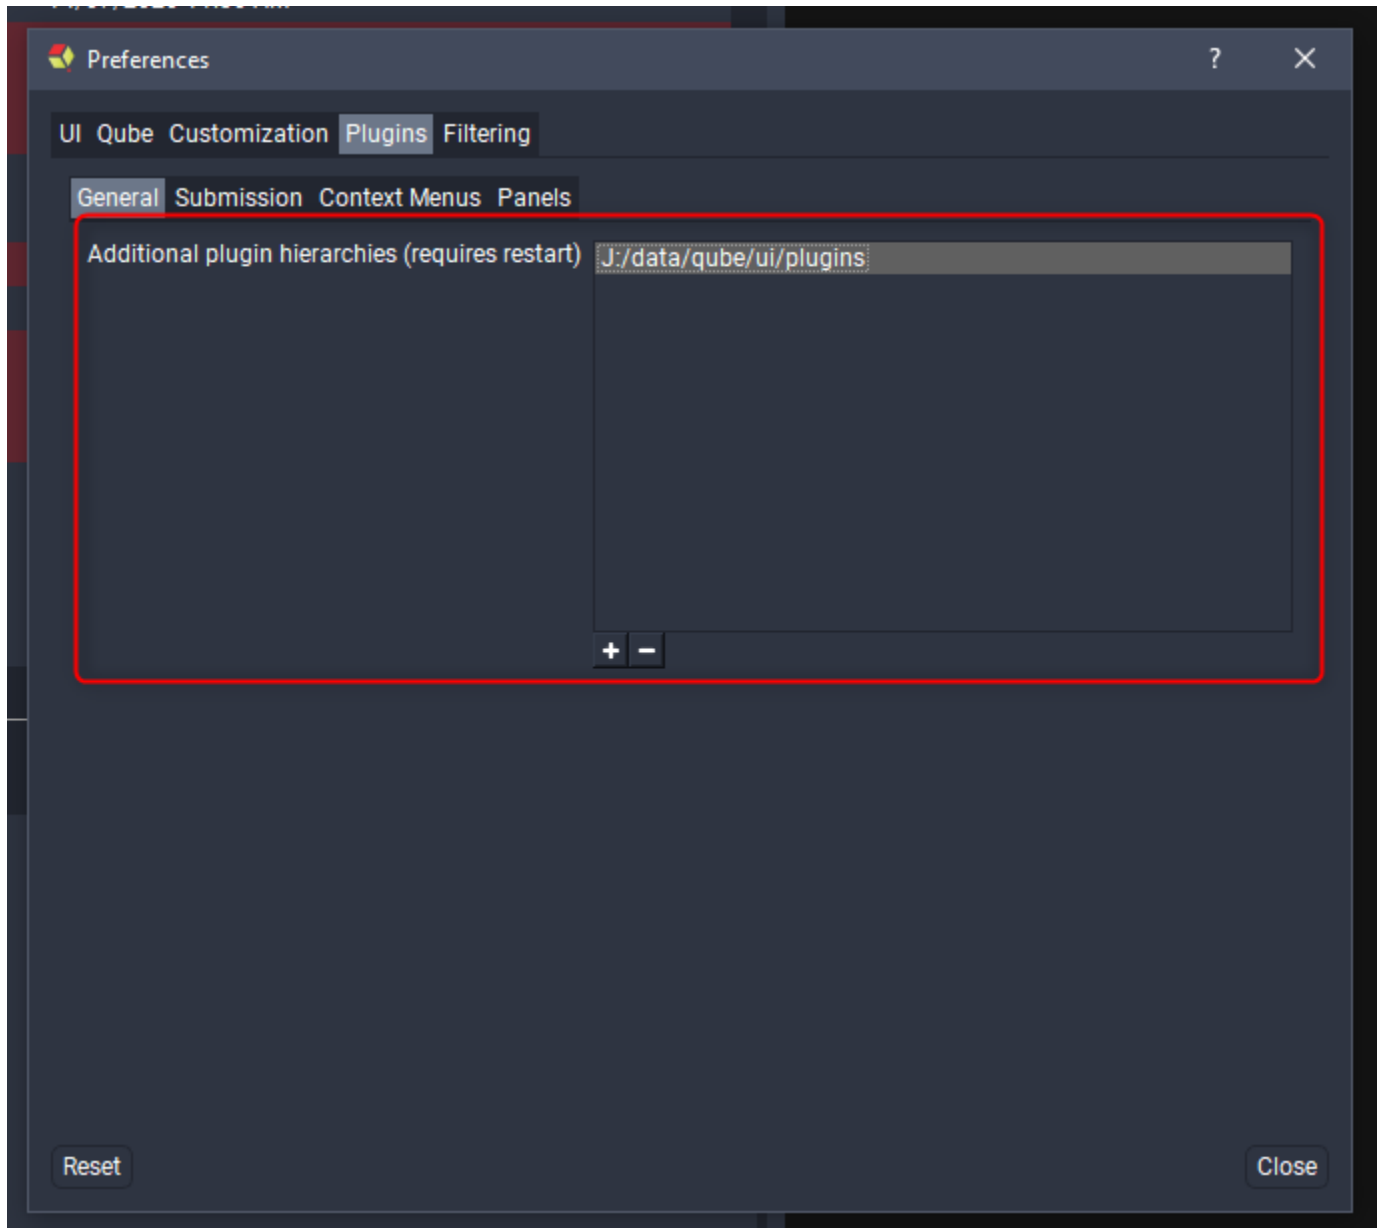 Preferences
?
UI Qube Customization Plugins Filtering
General Submission Context Menus Panels
Additional plugin hierarchies (requires restart) J:/data/qube/ui/plugins
Reset Close